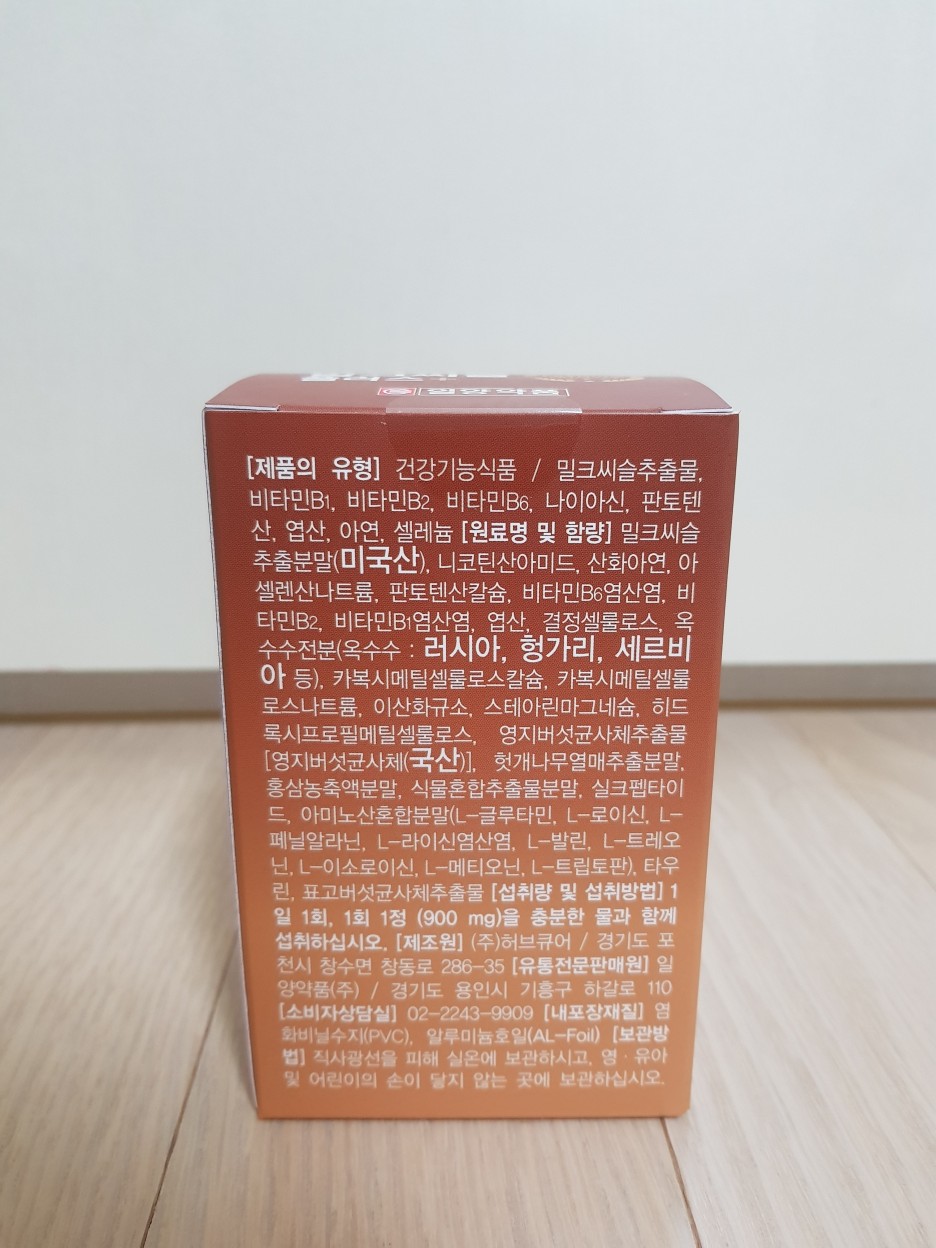 일양약품
[제품의 유형] 건강기능식품 / 밀크씨슬추출물,
비타민B1, 비타민B2, 비타민B6, 나이아신, 판토텐
산, 엽산, 아연, 셀레늄 [원료명 및 함량] 밀크씨슬
추출분말(미국산), 니코틴산아미드, 산화아연, 아
셀렌산나트륨, 판토텐산칼슘, 비타민B6염산염, 비
타민B2, 비타민B1염산염, 엽산, 결정셀룰로스, 옥
수수전분(옥수수 : 러시아, 헝가리, 세르비
아 등), 카복시메틸셀룰로스칼슘, 카복시메틸셀룰
로스나트륨, 이산화규소, 스테아린마그네슘, 히드
록시프로필메틸셀룰로스, 영지버섯균사체추출물
[영지버섯균사체(국산)], 헛개나무열매추출분말,
홍삼농축액분말, 식물혼합추출물분말, 실크펩타이
드, 아미노산혼합분말(L-글루타민, L-로이신, L-
페닐알라닌, L-라이신염산염, L-발린, L-트레오
닌, L-이소로이신, L-메티오닌, L-트립토판), 타우
린, 표고버섯균사체추출물 [섭취량 및 섭취방법] 1
일 1회, 1회 1정 (900 mg)을 충분한 물과 함께
섭취하십시오. [제조원] (주)허브큐어 / 경기도 포
천시 창수면 창동로 286-35 [유통전문판매원] 일
양약품(주) / 경기도 용인시 기흥구 하갈로 110
[소비자상담실] 02-2243-9909 [내포장재질] 염
화비닐수지(PVC), 알루미늄호일(AL-Foil) [보관방
법] 직사광선을 피해 실온에 보관하시고, 영·유아
및 어린이의 손이 닿지 않는 곳에 보관하십시오.